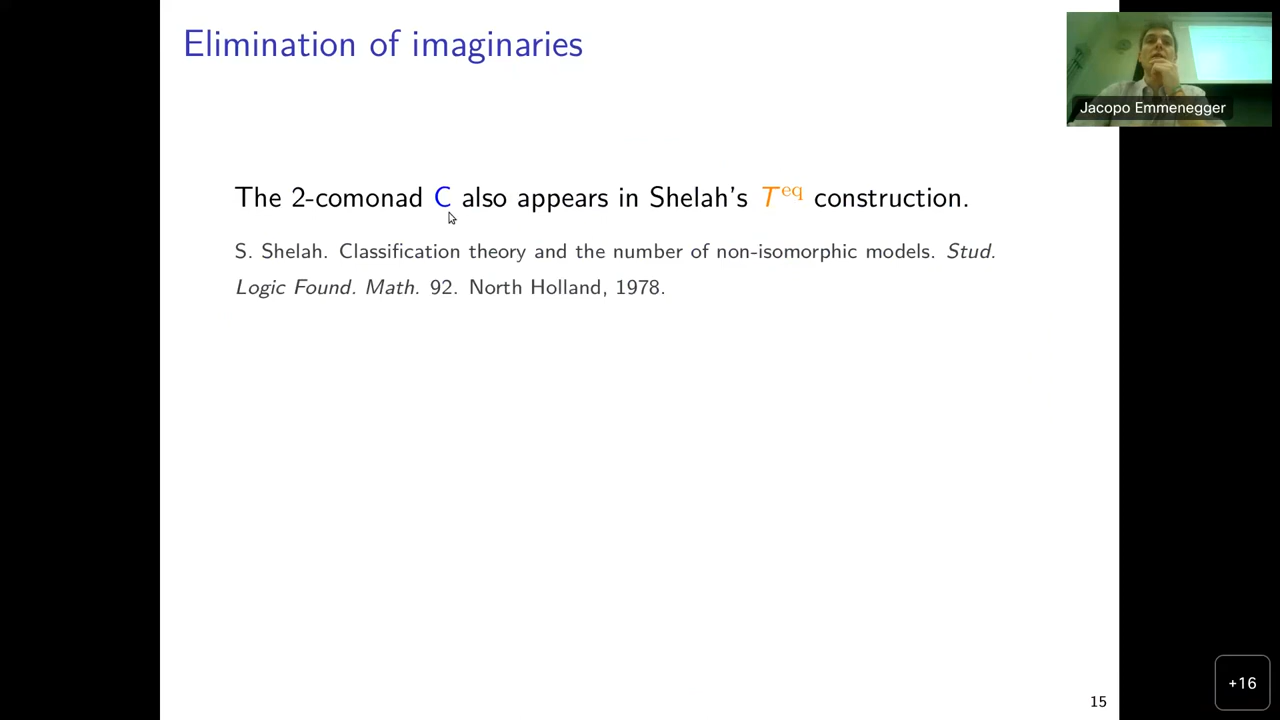 Elimination of imaginaries
Jacopo Emmenegger
The 2-comonad C also appears in Shelah's T^eq construction.
S. Shelah. Classification theory and the number of non-isomorphic models. Stud.
Logic Found. Math. 92. North Holland, 1978.
+16
15